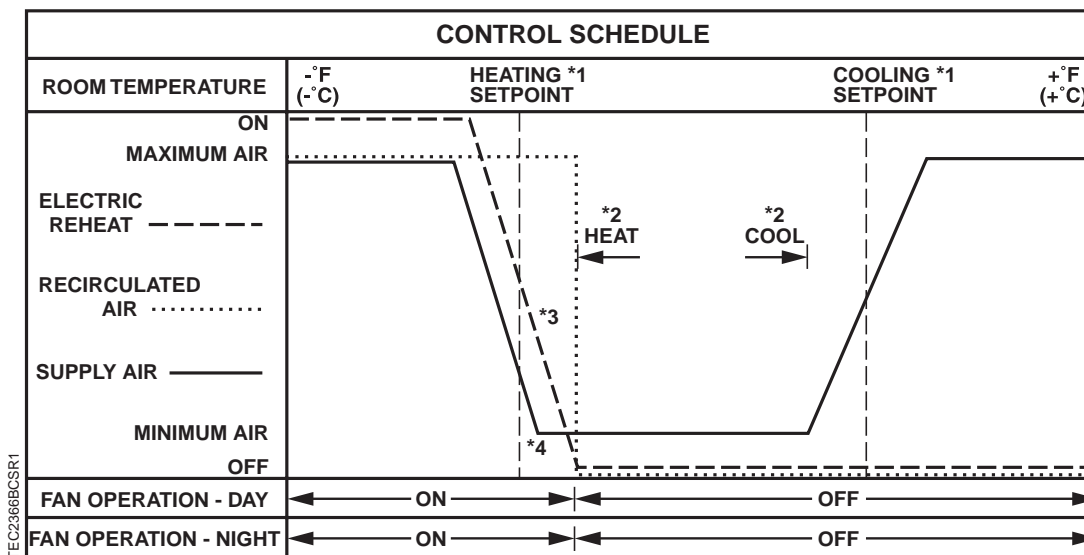 CONTROL SCHEDULE
ROOM TEMPERATURE
-˚F
(-˚C)
HEATING *1
SETPOINT
COOLING *1
SETPOINT
+˚F
(+˚C)
ON
MAXIMUM AIR
ELECTRIC
REHEAT
*2
HEAT
*2
COOL
RECIRCULATED
AIR
*3
SUPPLY AIR
MINIMUM AIR
*4
OFF
FAN OPERATION - DAY
ON
OFF
FAN OPERATION - NIGHT
ON
OFF
TEC2366BCSR1